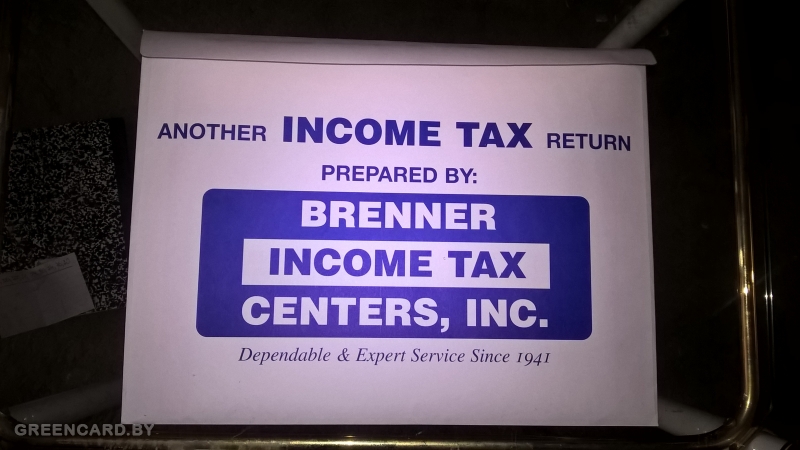 ANOTHER INCOME TAX RETURN
PREPARED BY:
BRENNER
INCOME TAX
CENTERS, INC.
Dependable & Expert Service Since 1941
GREENCARD.BY